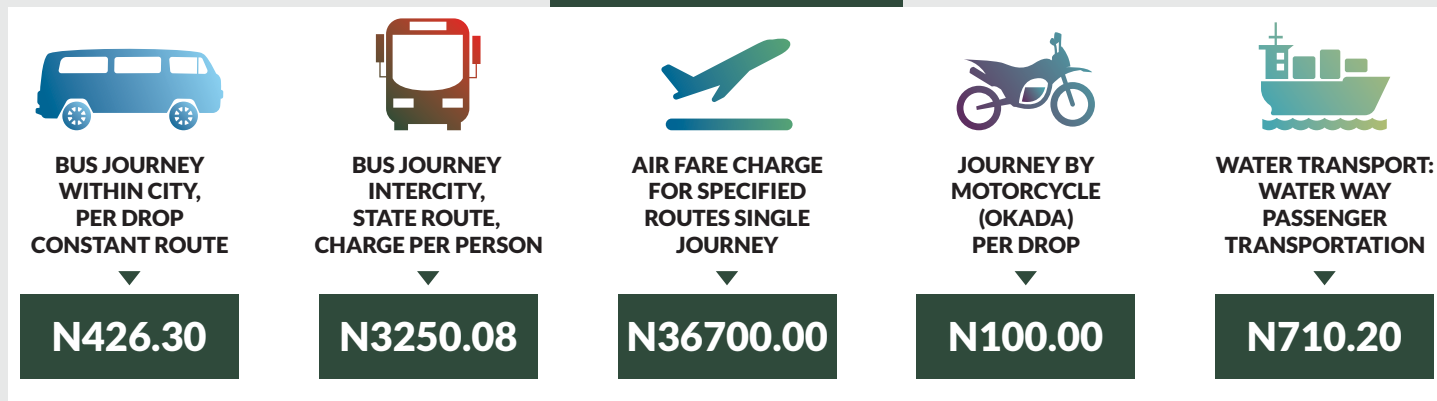 BUS JOURNEY
WITHIN CITY,
PER DROP
CONSTANT ROUTE
N426.30
BUS JOURNEY
INTERCITY,
STATE ROUTE,
CHARGE PER PERSON
N3250.08
AIR FARE CHARGE
FOR SPECIFIED
ROUTES SINGLE
JOURNEY
N36700.00
JOURNEY BY
MOTORCYCLE
(OKADA)
PER DROP
N100.00
WATER TRANSPORT:
WATER WAY
PASSENGER
TRANSPORTATION
N710.20